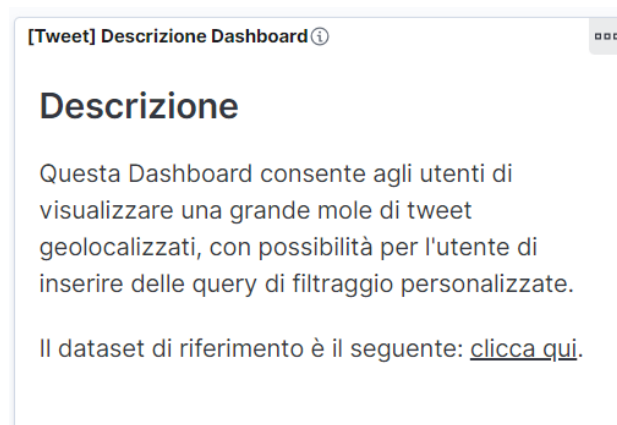 [Tweet] Descrizione Dashboard
Descrizione
Questa Dashboard consente agli utenti di
visualizzare una grande mole di tweet
geolocalizzati, con possibilità per l'utente di
inserire delle query di filtraggio personalizzate.
Il dataset di riferimento è il seguente: clicca qui.